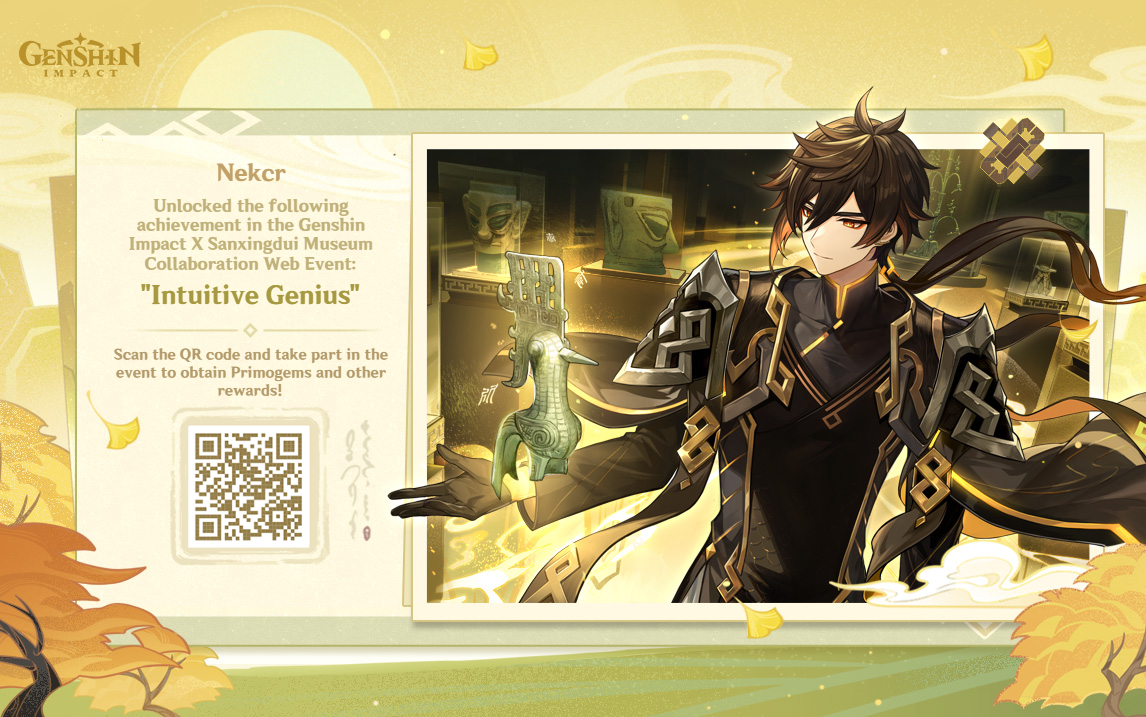 GENSHIN
IMPACT
Nekcr
Unlocked the following
achievement in the Genshin
Impact X Sanxingdui Museum
Collaboration Web Event:
"Intuitive Genius"
Scan the QR code and take part in the
event to obtain Primogems and other
rewards!